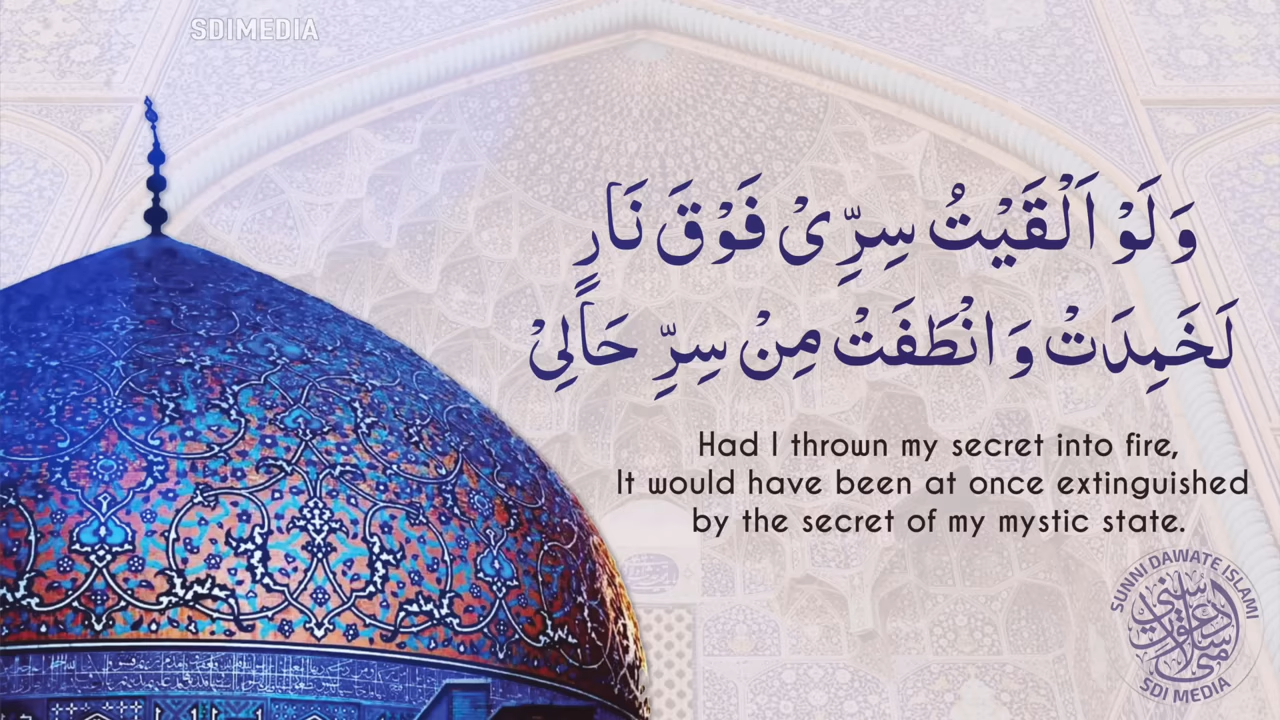 SDIMEDIA
وَلَوْ اَلْقَيْتُ سِرِّىْ فَوْقَ نَارٍ
لَخَمِدَتْ وَانْطَفَتْ مِنْ سِرِّ حَالِىْ
Had I thrown my secret into fire,
It would have been at once extinguished
by the secret of my mystic state.
SUNNI DAWATE ISLAMI
SDI MEDIA